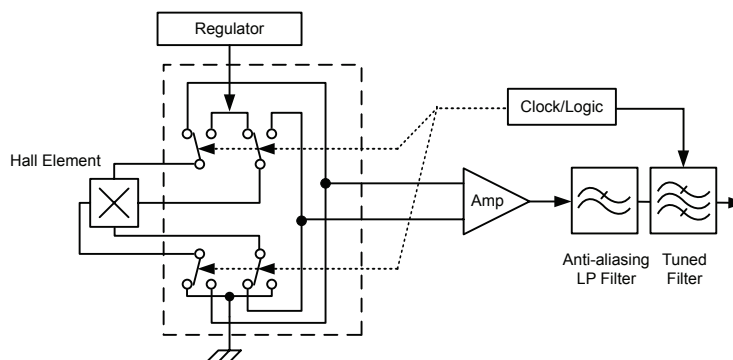 Regulator
Clock/Logic
Hall Element
Amp
Anti-aliasing
LP Filter
Tuned
Filter